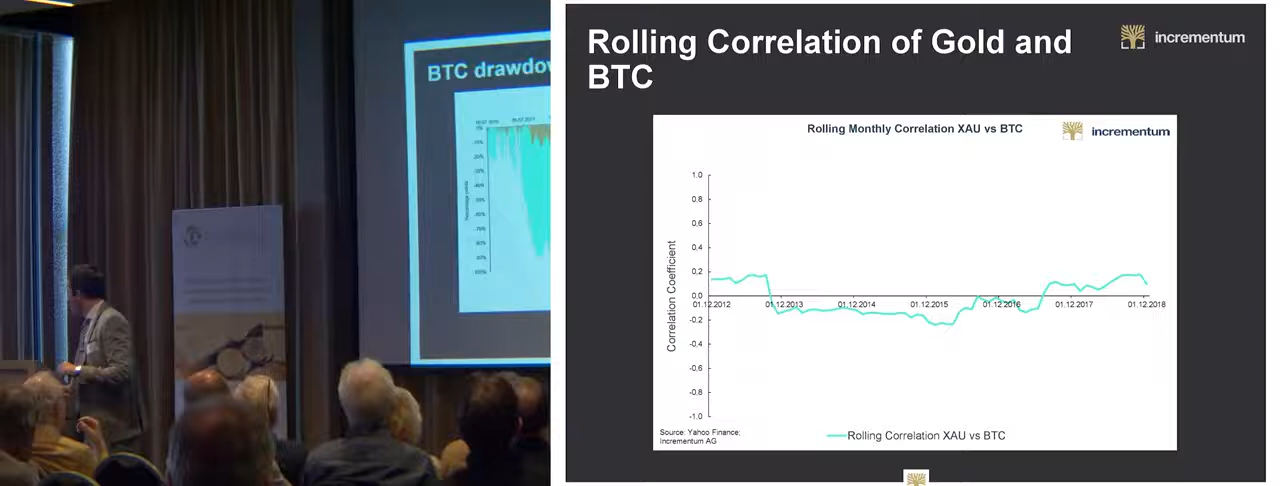 BTC drawdow
Rolling Correlation of Gold and
BTC
incrementum
Rolling Monthly Correlation XAU vs BTC
incrementum
1.0
0.8
0,6
0,4
0,2
0.0
-0.2
-0,4
-0,6
-0,8
-1,0
Correlation Coefficient
01.12.2012
01.12.2013
01.12.2014
01.12.2015
01.12.2016
01.12.2017
01.12.2018
Source: Yahoo Finance;
Incrementum AG
Rolling Correlation XAU vs BTC